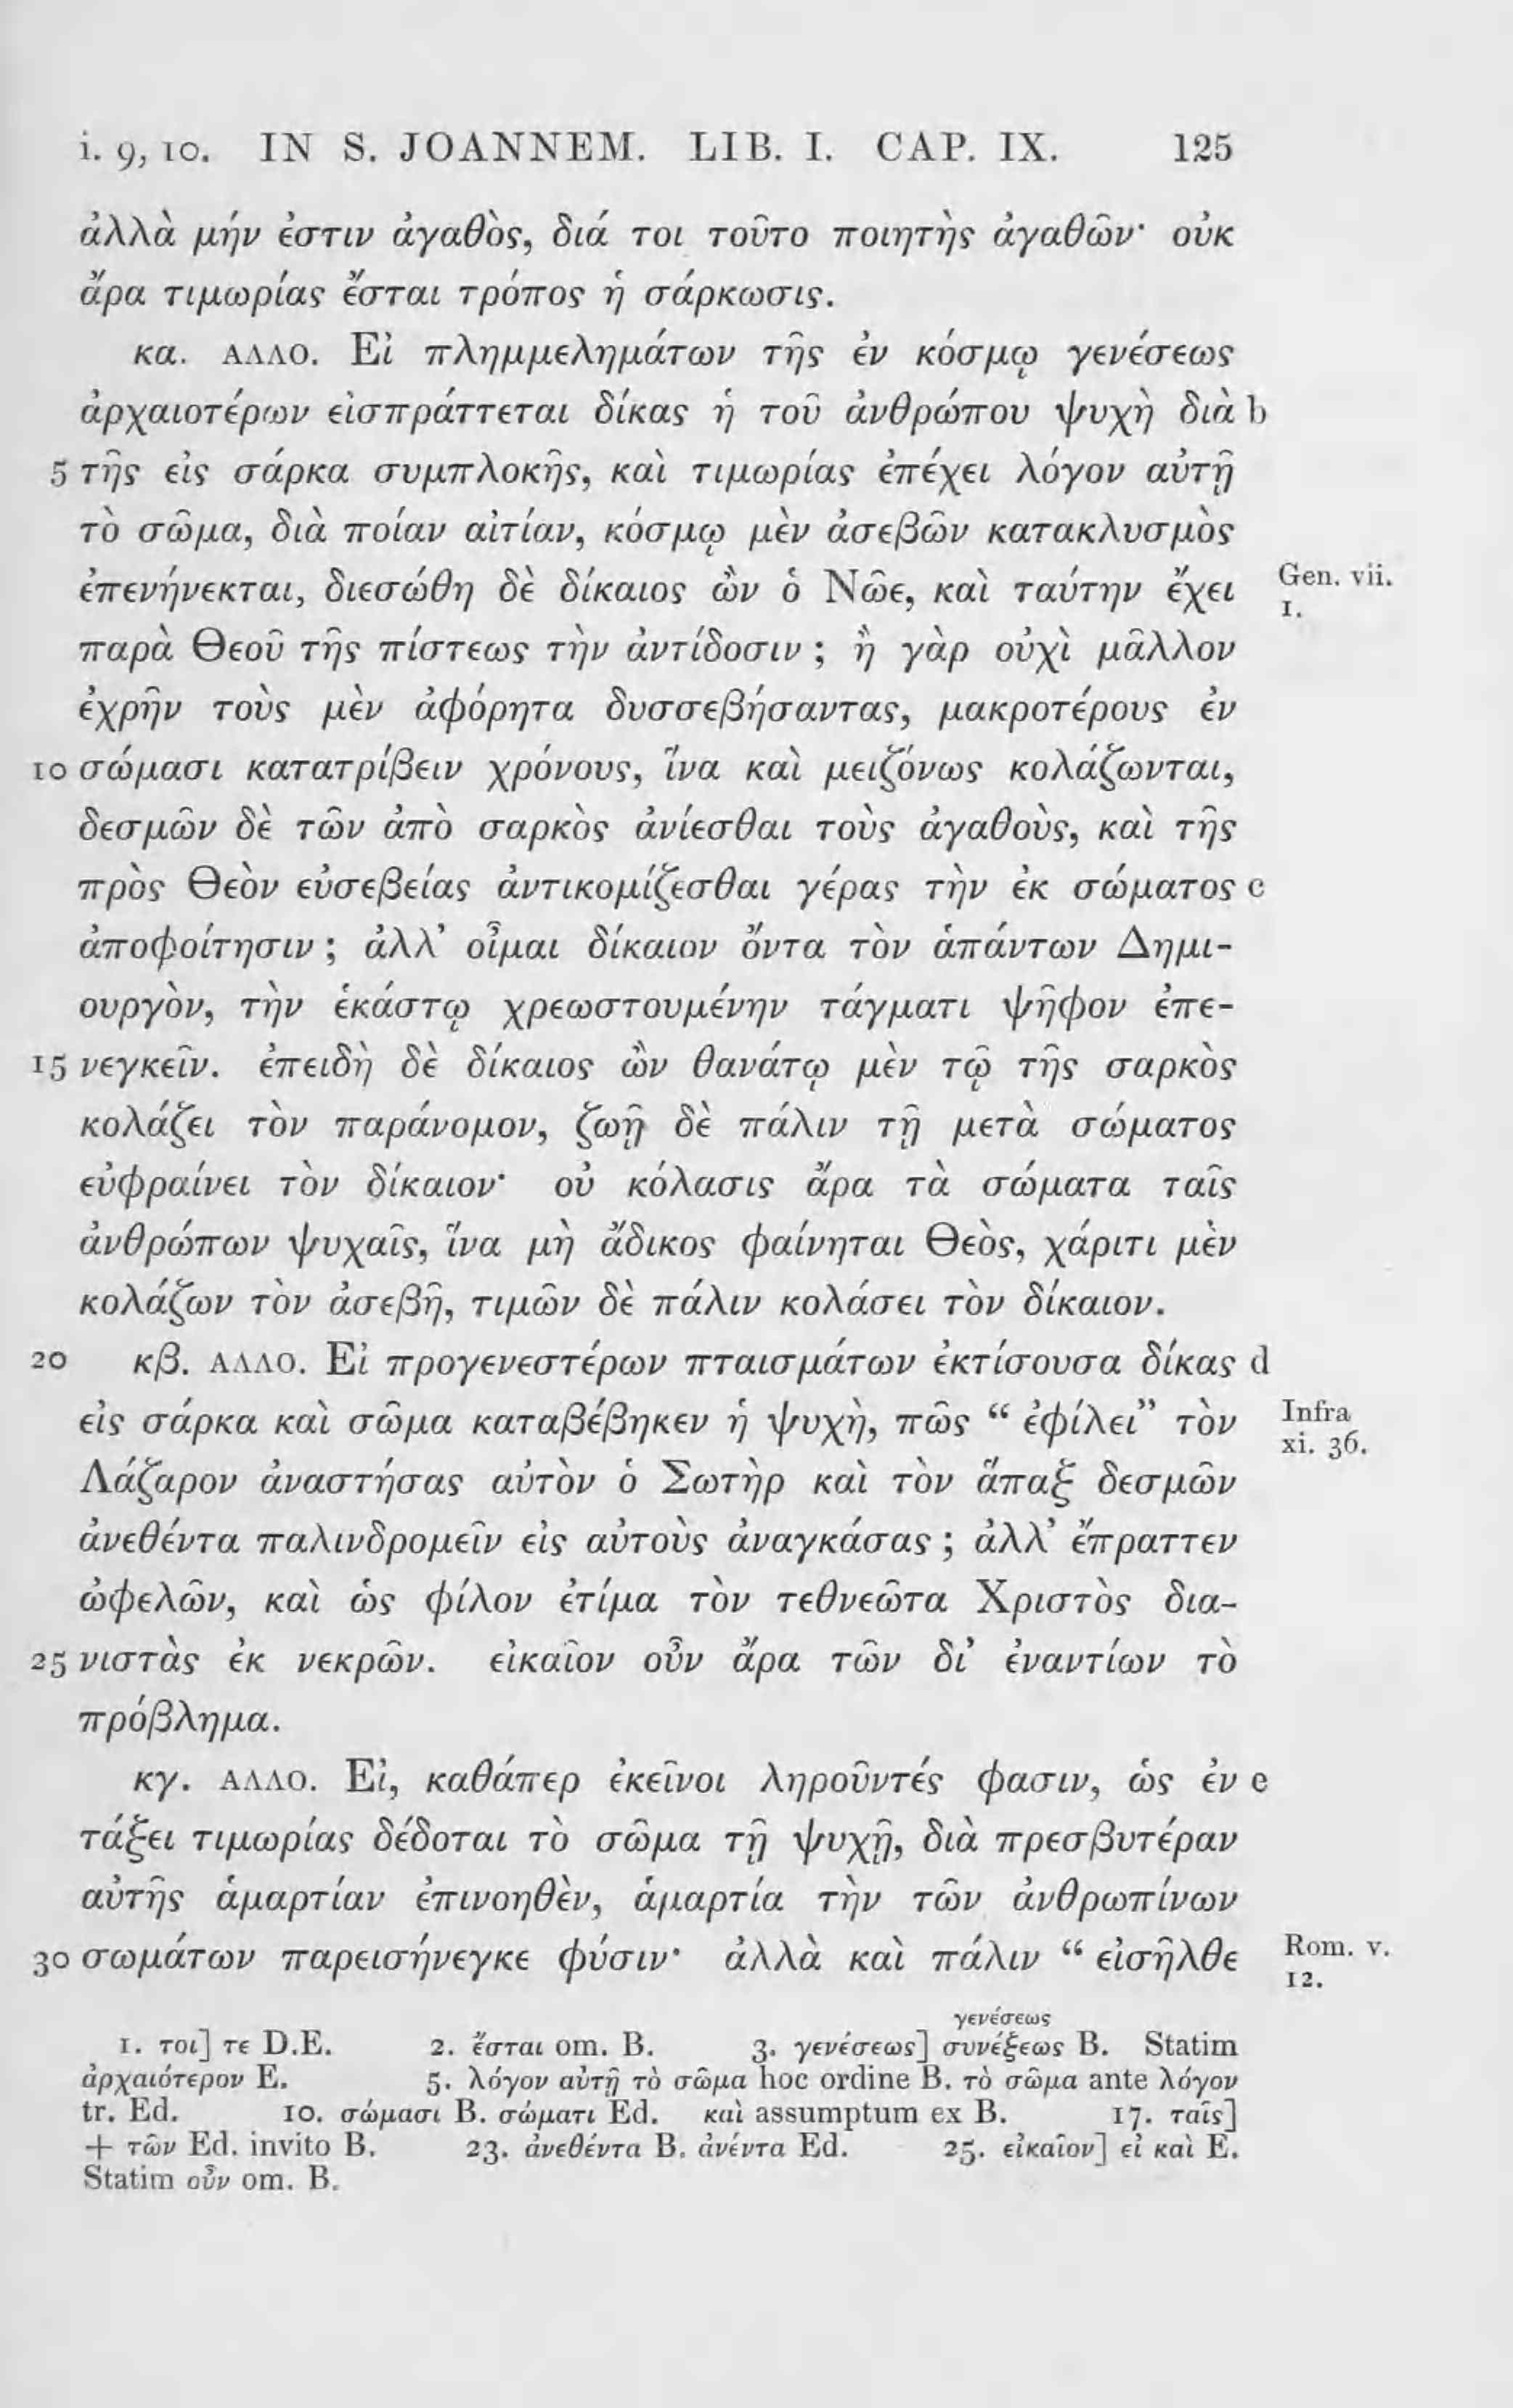 i. 9, 10. IN S. JOANNEM. LIB. I. CAP. IX. 125
ἀλλὰ μήν ἐστιν ἀγαθὸς, διά τοι τοῦτο ποιητὴς ἀγαθῶν· οὐκ
ἄρα τιμωρίας ἔσται τρόπος ἡ σάρκωσις.
κα. ΑΛΛΟ. Εἰ πλημμελημάτων τῆς ἐν κόσμῳ γενέσεως
ἀρχαιοτέρων εἰσπράττεται δίκας ἡ τοῦ ἀνθρώπου ψυχὴ διὰ b
5 τῆς εἰς σάρκα συμπλοκῆς, καὶ τιμωρίας ἐπέχει λόγον αὐτῇ
τὸ σῶμα, διὰ ποίαν αἰτίαν, κόσμῳ μὲν ἀσεβῶν κατακλυσμὸς
ἐπενήνεκται, διεσώθη δὲ δίκαιος ὢν ὁ Νῶε, καὶ ταύτην ἔχει Gen. vii.
1.
παρὰ Θεοῦ τῆς πίστεως τὴν ἀντίδοσιν ; ἢ γὰρ οὐχὶ μᾶλλον
ἐχρῆν τοὺς μὲν ἀφόρητα δυσσεβήσαντας, μακροτέρους ἐν
10 σώμασι κατατρίβειν χρόνους, ἵνα καὶ μειζόνως κολάζωνται,
δεσμῶν δὲ τῶν ἀπὸ σαρκὸς ἀνίεσθαι τοὺς ἀγαθοὺς, καὶ τῆς
πρὸς Θεὸν εὐσεβείας ἀντικομίζεσθαι γέρας τὴν ἐκ σώματος c
ἀποφοίτησιν ; ἀλλ’ οἶμαι δίκαιον ὄντα τὸν ἁπάντων Δημι-
ουργὸν, τὴν ἑκάστῳ χρεωστουμένην τάγματι ψῆφον ἐπε-
15 νεγκεῖν. ἐπειδὴ δὲ δίκαιος ὢν θανάτῳ μὲν τῷ τῆς σαρκὸς
κολάζει τὸν παράνομον, ζωῇ δὲ πάλιν τῇ μετὰ σώματος
εὐφραίνει τὸν δίκαιον· οὐ κόλασις ἄρα τὰ σώματα ταῖς
ἀνθρώπων ψυχαῖς, ἵνα μὴ ἄδικος φαίνηται Θεὸς, χάριτι μὲν
κολάζων τὸν ἀσεβῆ, τιμῶν δὲ πάλιν κολάσει τὸν δίκαιον.
20 κβ. ΑΛΛΟ. Εἰ προγενεστέρων πταισμάτων ἐκτίσουσα δίκας d
εἰς σάρκα καὶ σῶμα καταβέβηκεν ἡ ψυχὴ, πῶς “ ἐφίλει” τὸν Infra
xi. 36.
Λάζαρον ἀναστήσας αὐτὸν ὁ Σωτὴρ καὶ τὸν ἅπαξ δεσμῶν
ἀνεθέντα παλινδρομεῖν εἰς αὐτοὺς ἀναγκάσας ; ἀλλ’ ἔπραττεν
ὠφελῶν, καὶ ὡς φίλον ἐτίμα τὸν τεθνεῶτα Χριστὸς δια-
25 νιστὰς ἐκ νεκρῶν. εἰκαῖον οὖν ἄρα τῶν δι’ ἐναντίων τὸ
πρόβλημα.
κγ. ΑΛΛΟ. Εἰ, καθάπερ ἐκεῖνοι ληροῦντές φασιν, ὡς ἐν e
τάξει τιμωρίας δέδοται τὸ σῶμα τῇ ψυχῇ, διὰ πρεσβυτέραν
αὐτῆς ἁμαρτίαν ἐπινοηθὲν, ἁμαρτία τὴν τῶν ἀνθρωπίνων
30 σωμάτων παρεισήνεγκε φύσιν· ἀλλὰ καὶ πάλιν “ εἰσῆλθε Rom. v.
12.
γενέσεως
1. τοι] τε D.E. 2. ἔσται om. B. 3. γενέσεως] συνέξεως B. Statim
ἀρχαιότερον E. 5. λόγον αὐτῇ τὸ σῶμα hoc ordine B. τὸ σῶμα ante λόγον
tr. Ed. 10. σώμασι B. σώματι Ed. καὶ assumptum ex B. 17. ταῖς]
+ τῶν Ed. invito B. 23. ἀνεθέντα B. ἀνέντα Ed. 25. εἰκαῖον] εἰ καὶ E.
Statim οὖν om. B.